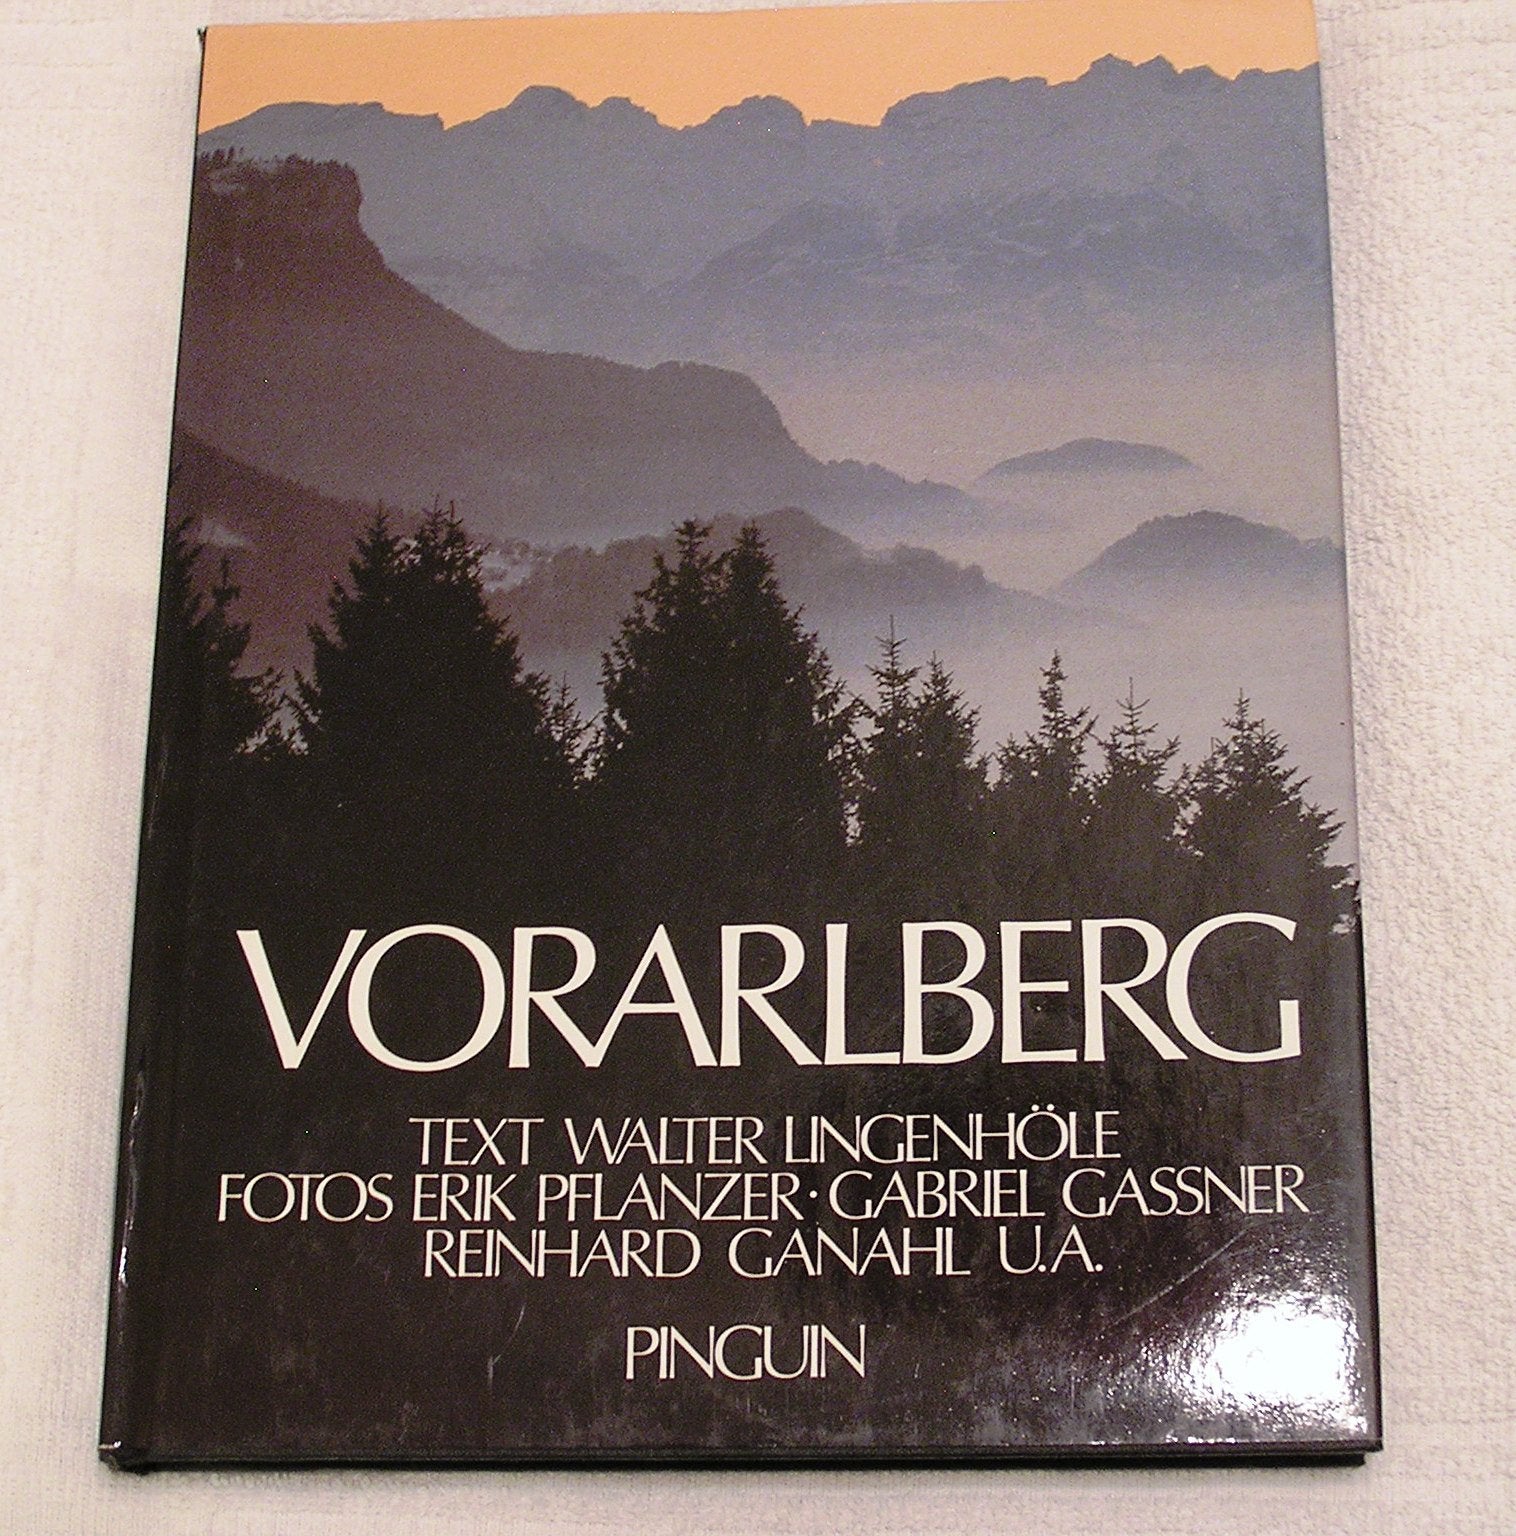 VORARLBERG
TEXT WALTER LINGENHÖLE
FOTOS ERIK PFLANZER · GABRIEL GASSNER
REINHARD GANAHL U.A.
PINGUIN